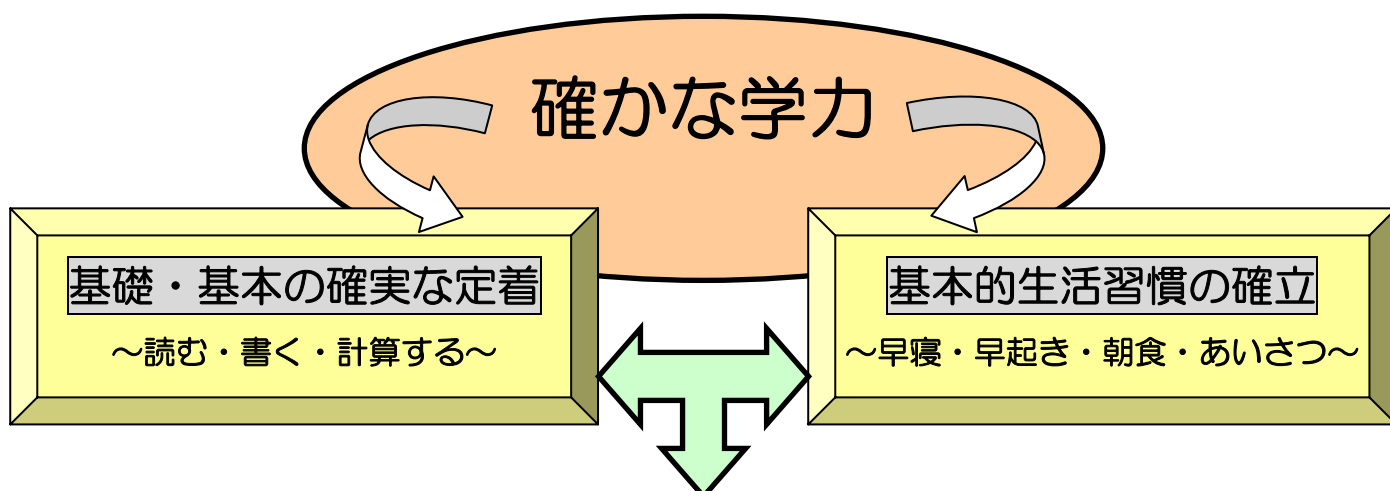 確かな学力
基礎・基本の確実な定着
～読む・書く・計算する～
基本的生活習慣の確立
～早寝・早起き・朝食・あいさつ～